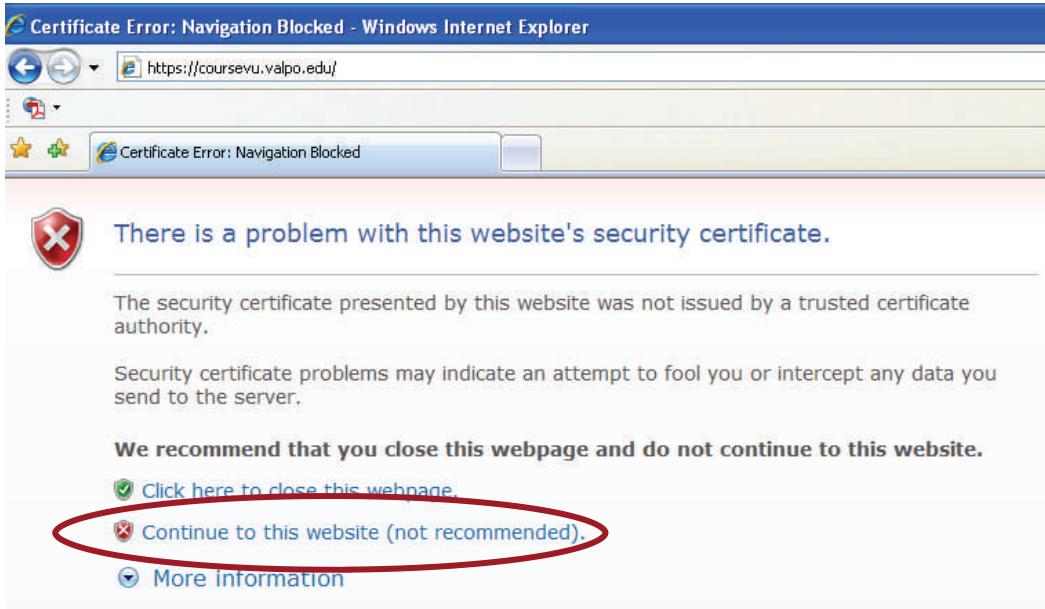 Certificate Error: Navigation Blocked - Windows Internet Explorer
https://coursevu.valpo.edu/
Certificate Error: Navigation Blocked
There is a problem with this website's security certificate.
The security certificate presented by this website was not issued by a trusted certificate
authority.
Security certificate problems may indicate an attempt to fool you or intercept any data you
send to the server.
We recommend that you close this webpage and do not continue to this website.
Click here to close this webpage.
Continue to this website (not recommended).
More information